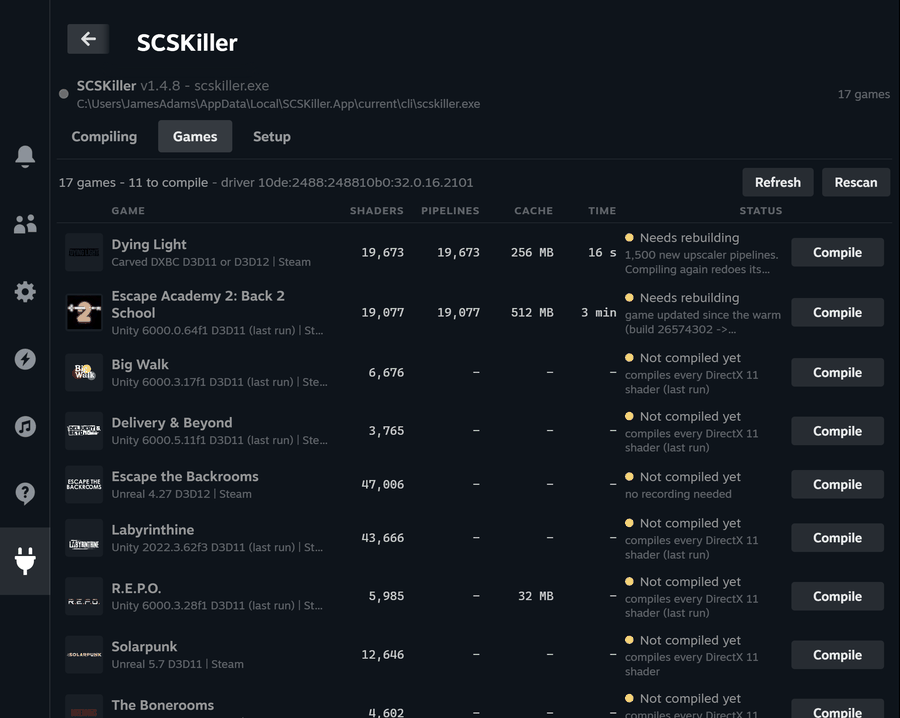 SCSKiller
SCSKiller v1.4.8 - scskiller.exe
C:\Users\JamesAdams\AppData\Local\SCSKiller.App\current\cli\scskiller.exe
17 games
Compiling Games Setup
17 games - 11 to compile - driver 10de:2488:248810b0:32.0.16.2101
Refresh Rescan
GAME SHADERS PIPELINES CACHE TIME STATUS
Dying Light
Carved DXBC D3D11 or D3D12 | Steam
19,673 19,673 256 MB 16 s
Needs rebuilding
1,500 new upscaler pipelines.
Compiling again redoes its...
Compile
2
Escape Academy 2: Back 2
School
Unity 6000.0.64f1 D3D11 (last run) | St...
19,077 19,077 512 MB 3 min
Needs rebuilding
game updated since the warm
(build 26574302 ->...
Compile
Big Walk
Big Walk
Unity 6000.3.17f1 D3D11 (last run) | Ste...
6,676 – – –
Not compiled yet
compiles every DirectX 11
shader (last run)
Compile
DELIVERY &
BEYOND
Delivery & Beyond
Unity 6000.5.11f1 D3D11 (last run) | Ste...
3,765 – – –
Not compiled yet
compiles every DirectX 11
shader (last run)
Compile
ESCAPE THE
BACKROOMS
Escape the Backrooms
Unreal 4.27 D3D12 | Steam
47,006 – – –
Not compiled yet
no recording needed
Compile
LABYRINTHINE
Labyrinthine
Unity 2022.3.62f3 D3D11 (last run) | St...
43,666 – – –
Not compiled yet
compiles every DirectX 11
shader (last run)
Compile
R.E.P.O.
R.E.P.O.
Unity 6000.3.28f1 D3D11 (last run) | St...
5,985 – 32 MB –
Not compiled yet
compiles every DirectX 11
shader (last run)
Compile
SOLARPUNK
Solarpunk
Unreal 5.7 D3D11 | Steam
12,646 – – –
Not compiled yet
compiles every DirectX 11
shader
Compile
The Bonerooms
4,602 – – –
Not compiled yet
Compile